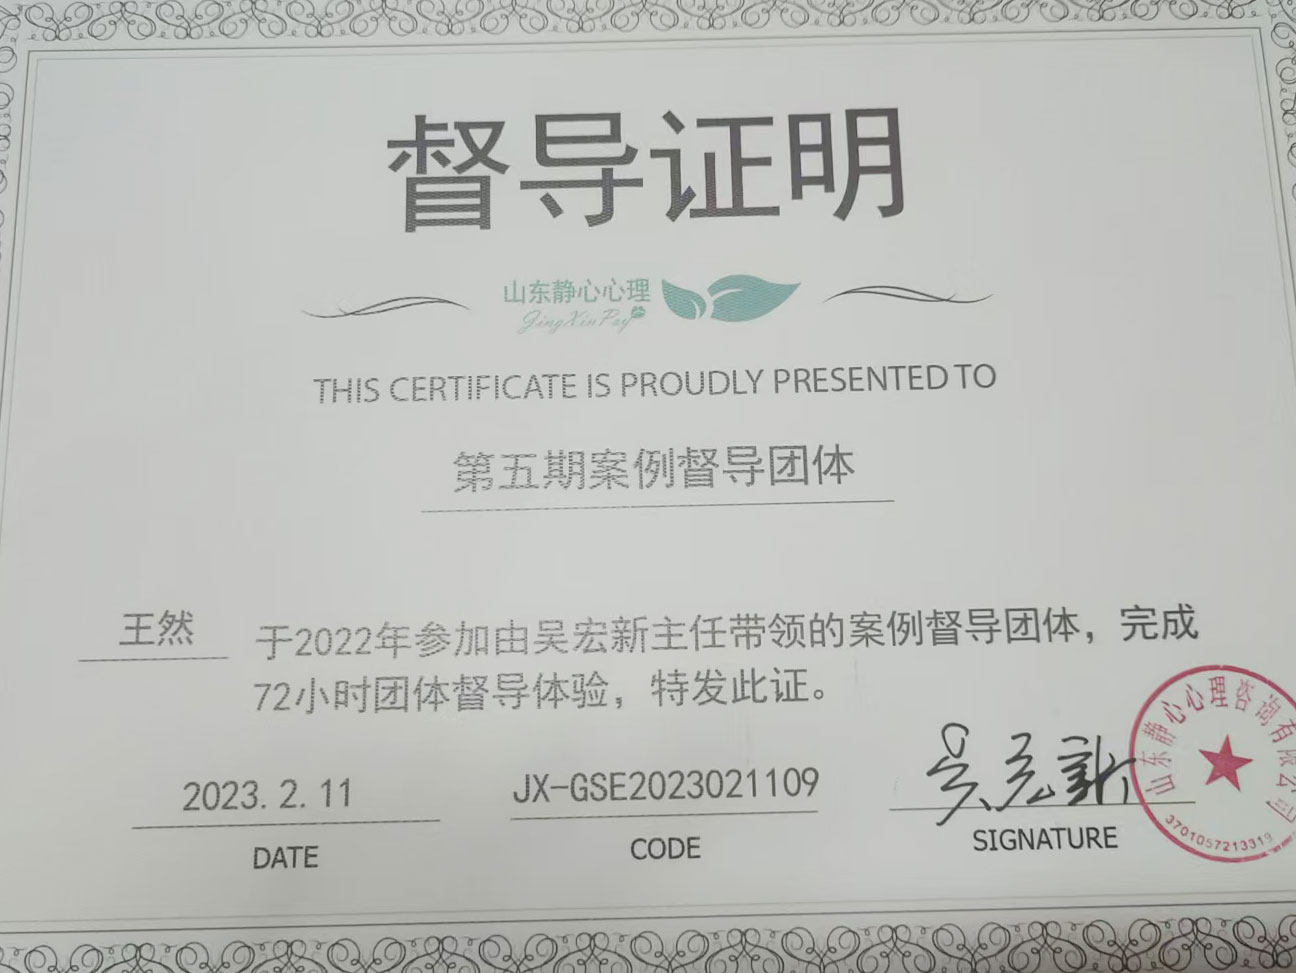 督导证明
山东静心心理
JingXinPsy
THIS CERTIFICATE IS PROUDLY PRESENTED TO
第五期案例督导团体
王然 于2022年参加由吴宏新主任带领的案例督导团体，完成
72小时团体督导体验，特发此证。
2023.2.11 JX-GSE2023021109 吴宏新
DATE CODE SIGNATURE
山东静心心理咨询有限公司
3701057213319